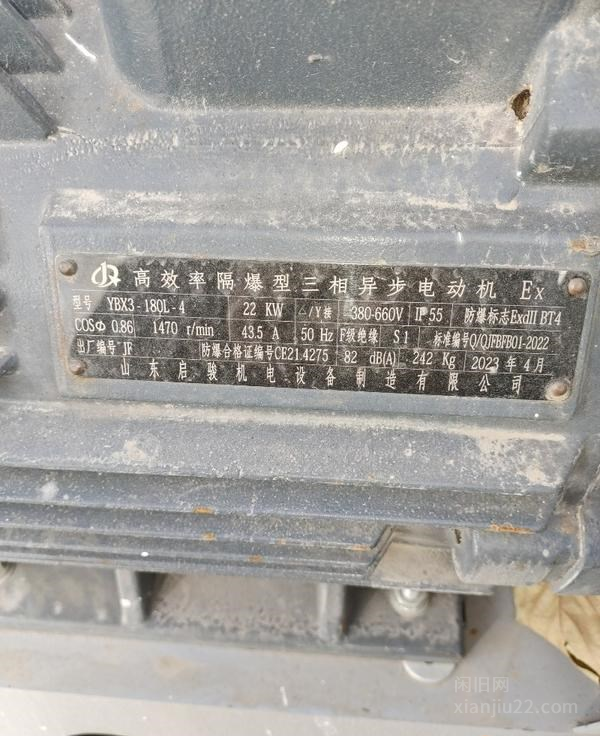 高效率隔爆型三相异步电动机 Ex
型号 YBX3-180L-4 22 KW △/Y接 380-660V IP 55 防爆标志ExdII BT4
COSΦ 0.86 1470 r/min 43.5 A 50 Hz F级绝缘 S1 标准编号Q/QJFBFB01-2022
出厂编号 JF 防爆合格证编号CE21.4275 82 dB(A) 242 Kg 2023 年 4月
山东启骏机电设备制造有限公司
闲旧网
xianjiu22.com